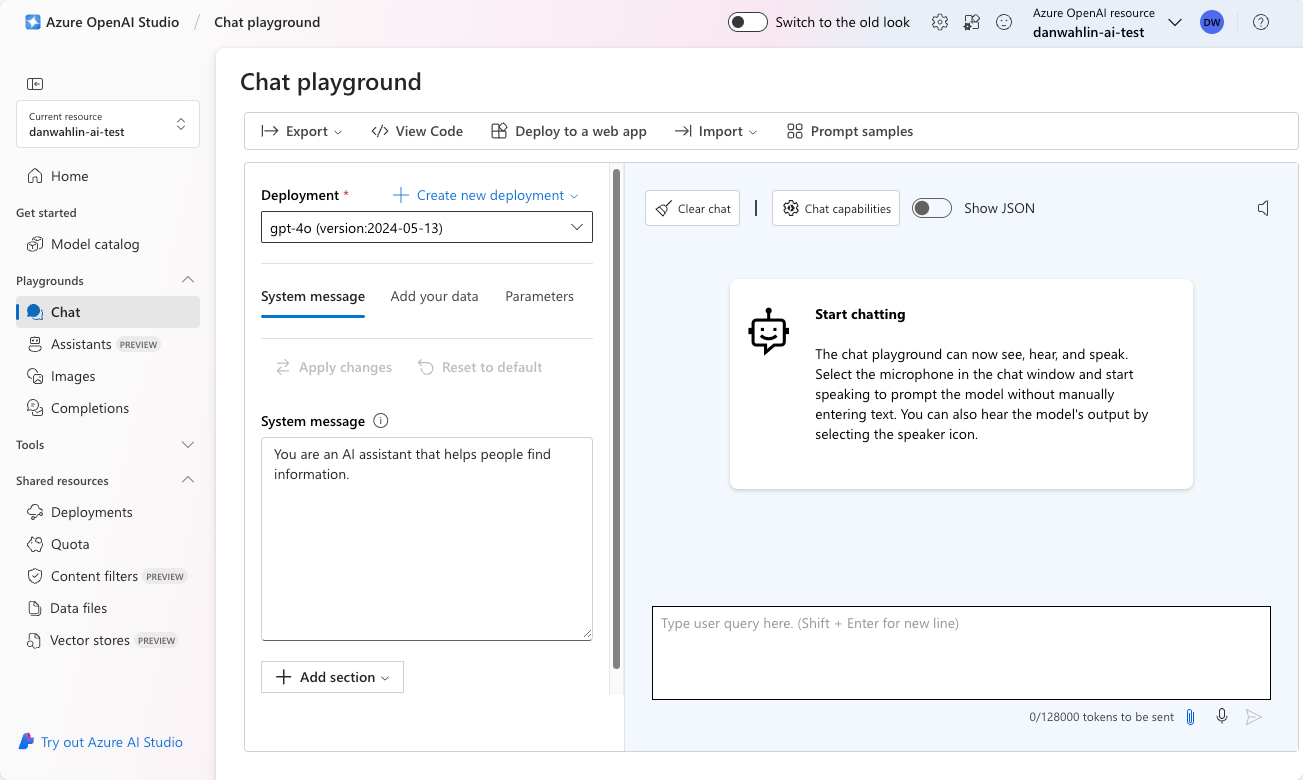 Azure OpenAI Studio / Chat playground
Switch to the old look
Azure OpenAI resource
danwahlin-ai-test
DW
Current resource
danwahlin-ai-test
Home
Get started
Model catalog
Playgrounds
Chat
Assistants PREVIEW
Images
Completions
Tools
Shared resources
Deployments
Quota
Content filters PREVIEW
Data files
Vector stores PREVIEW
Try out Azure AI Studio
Chat playground
Export
View Code
Deploy to a web app
Import
Prompt samples
Deployment *
Create new deployment
gpt-4o (version:2024-05-13)
System message
Add your data
Parameters
Apply changes
Reset to default
System message
You are an AI assistant that helps people find
information.
Add section
Clear chat
Chat capabilities
Show JSON
Start chatting
The chat playground can now see, hear, and speak.
Select the microphone in the chat window and start
speaking to prompt the model without manually
entering text. You can also hear the model's output by
selecting the speaker icon.
Type user query here. (Shift + Enter for new line)
0/128000 tokens to be sent